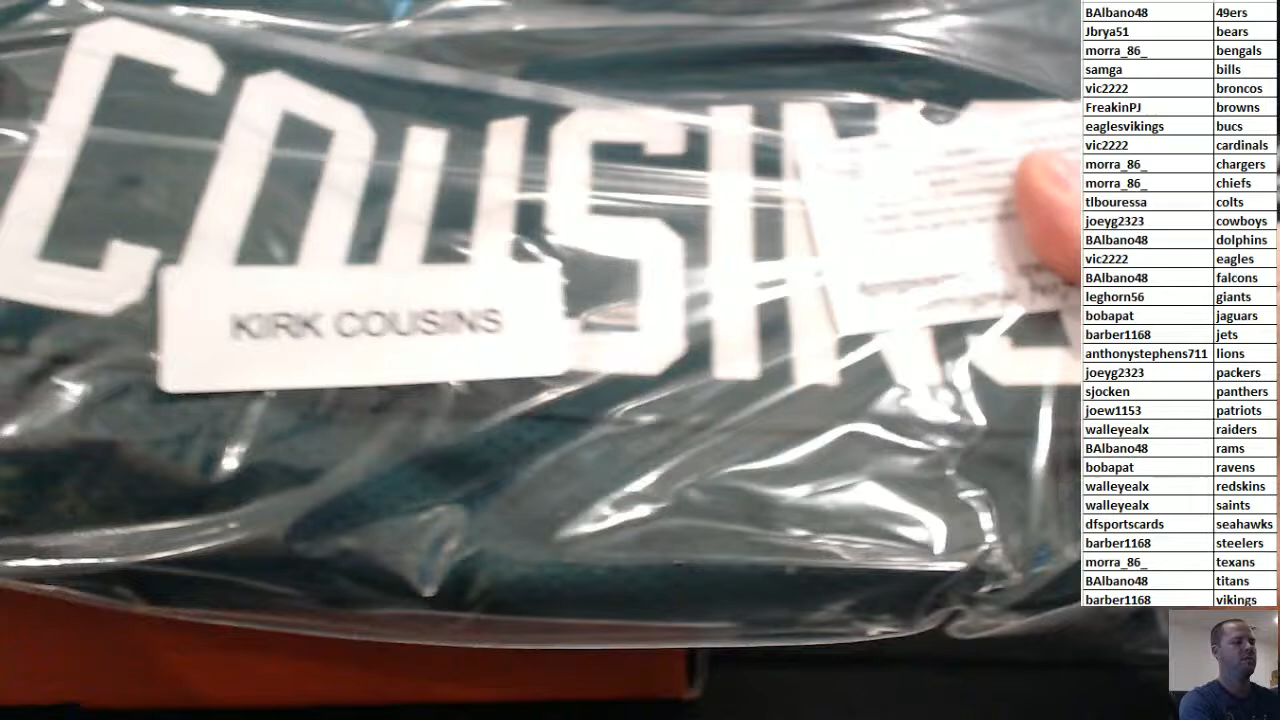 COUSINS
KIRK COUSINS
BAlbano48 49ers
Jbrya51 bears
morra_86_ bengals
samga bills
vic2222 broncos
FreakinPJ browns
eaglesvikings bucs
vic2222 cardinals
morra_86_ chargers
morra_86_ chiefs
tlbouressa colts
joeyg2323 cowboys
BAlbano48 dolphins
vic2222 eagles
BAlbano48 falcons
leghorn56 giants
bobapat jaguars
barber1168 jets
anthonystephens711 lions
joeyg2323 packers
sjocken panthers
joew1153 patriots
walleyealx raiders
BAlbano48 rams
bobapat ravens
walleyealx redskins
walleyealx saints
dfsportscards seahawks
barber1168 steelers
morra_86_ texans
BAlbano48 titans
barber1168 vikings